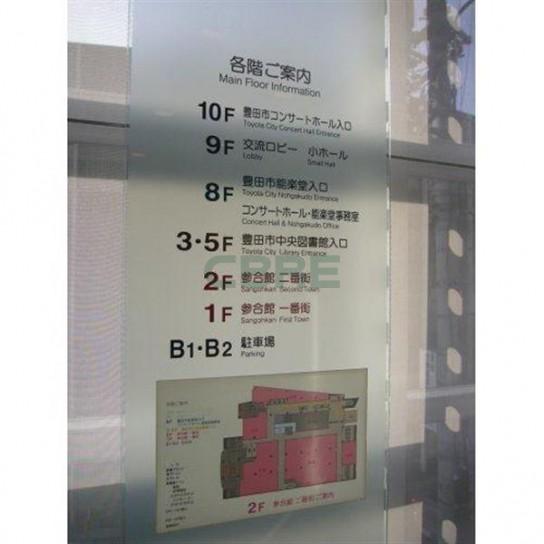 各階ご案内
Main Floor Information
10F 豊田市コンサートホール入口
Toyota City Concert Hall Entrance
9F 交流ロビー 小ホール
Lobby Small Hall
8F 豊田市能楽堂入口
Toyota City Nohgakudo Entrance
コンサートホール・能楽堂事務室
Concert Hall & Nohgakudo Office
3・5F 豊田市中央図書館入口
Toyota City Library Entrance
2F 参合館 二番街
Sangohkan Second Town
1F 参合館 一番街
Sangohkan First Town
B1・B2 駐車場
Parking
2F 参合館 二番街ご案内